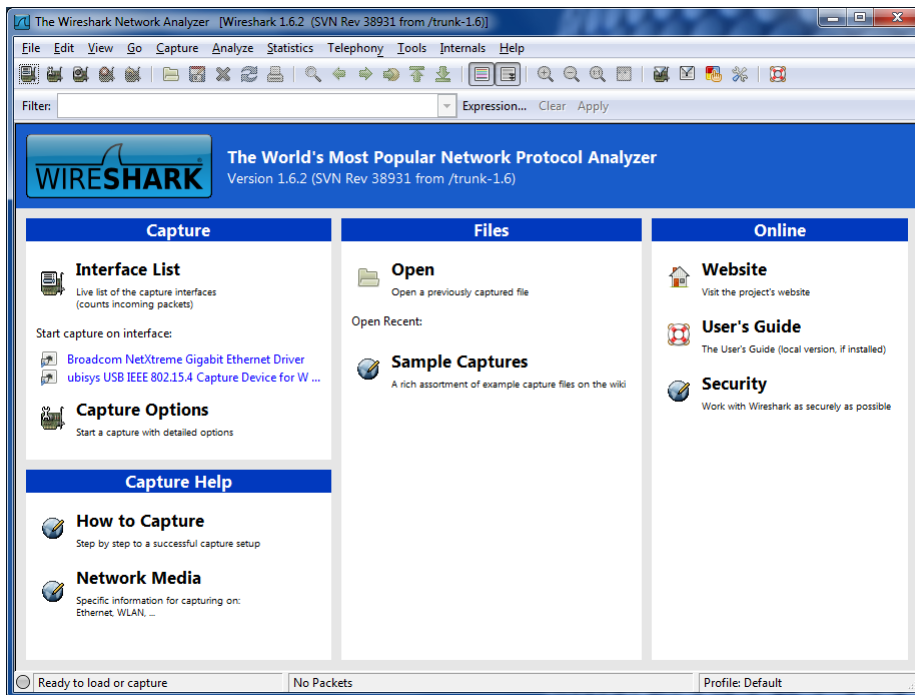 The Wireshark Network Analyzer [Wireshark 1.6.2 (SVN Rev 38931 from /trunk-1.6)]
File Edit View Go Capture Analyze Statistics Telephony Tools Internals Help
Filter: Expression... Clear Apply
WIRESHARK
The World's Most Popular Network Protocol Analyzer
Version 1.6.2 (SVN Rev 38931 from /trunk-1.6)
Capture
Interface List
Live list of the capture interfaces
(counts incoming packets)
Start capture on interface:
Broadcom NetXtreme Gigabit Ethernet Driver
ubisys USB IEEE 802.15.4 Capture Device for W ...
Capture Options
Start a capture with detailed options
Capture Help
How to Capture
Step by step to a successful capture setup
Network Media
Specific information for capturing on:
Ethernet, WLAN, ...
Files
Open
Open a previously captured file
Open Recent:
Sample Captures
A rich assortment of example capture files on the wiki
Online
Website
Visit the project's website
User's Guide
The User's Guide (local version, if installed)
Security
Work with Wireshark as securely as possible
Ready to load or capture
No Packets
Profile: Default